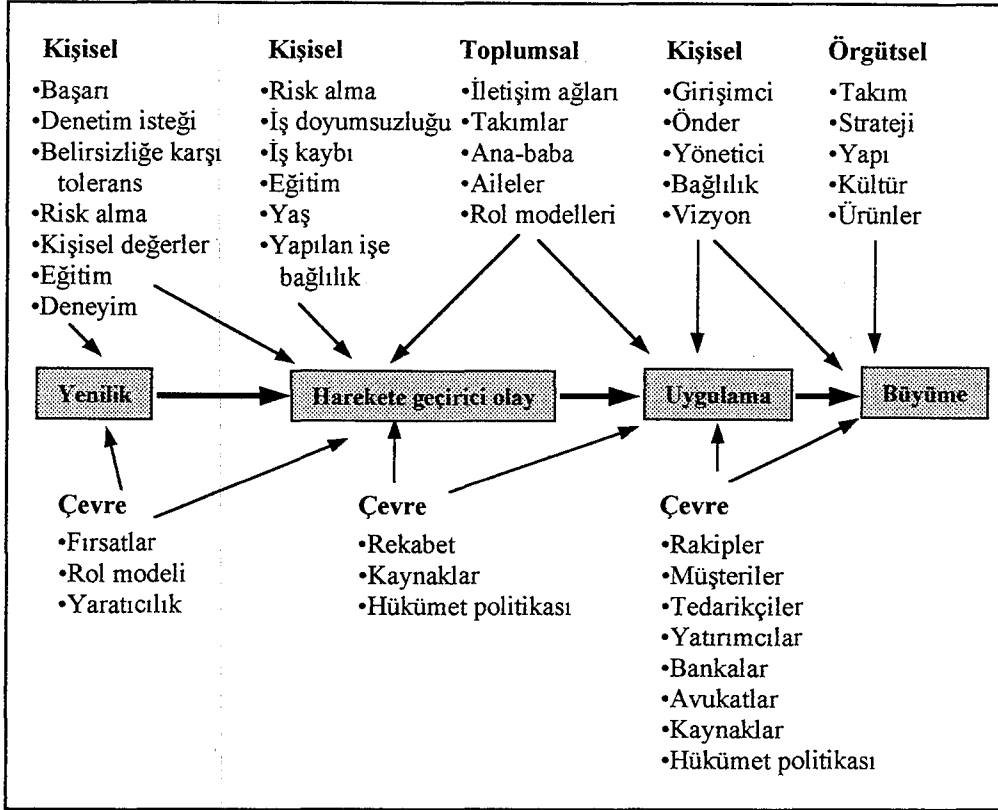 Kişisel
•Başarı
•Denetim isteği
•Belirsizliğe karşı
tolerans
•Risk alma
•Kişisel değerler
•Eğitim
•Deneyim
Kişisel
•Risk alma
•İş doyumsuzluğu
•İş kaybı
•Eğitim
•Yaş
•Yapılan işe
bağlılık
Toplumsal
•İletişim ağları
•Takımlar
•Ana-baba
•Aileler
•Rol modelleri
Kişisel
•Girişimci
•Önder
•Yönetici
•Bağlılık
•Vizyon
Örgütsel
•Takım
•Strateji
•Yapı
•Kültür
•Ürünler
Yenilik
Harekete geçirici olay
Uygulama
Büyüme
Çevre
•Fırsatlar
•Rol modeli
•Yaratıcılık
Çevre
•Rekabet
•Kaynaklar
•Hükümet politikası
Çevre
•Rakipler
•Müşteriler
•Tedarikçiler
•Yatırımcılar
•Bankalar
•Avukatlar
•Kaynaklar
•Hükümet politikası